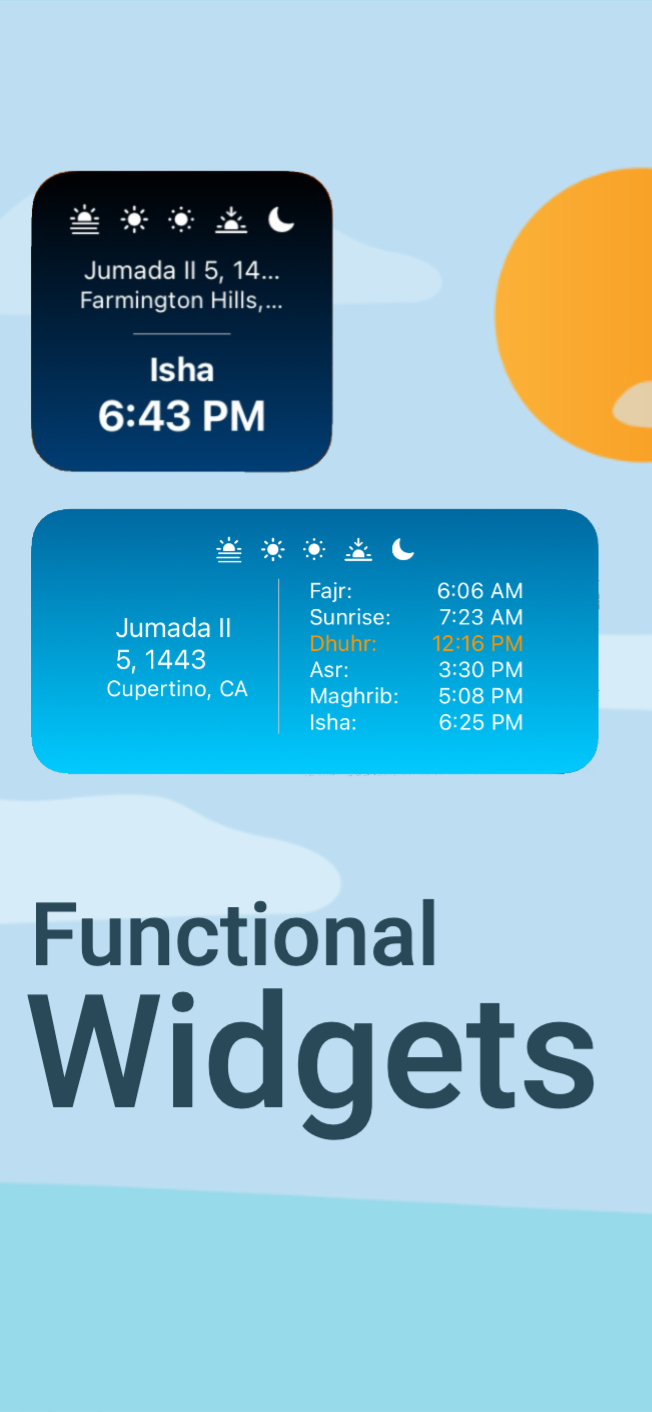 Jumada II 5, 14...
Farmington Hills,...
Isha
6:43 PM
Jumada II
5, 1443
Cupertino, CA
Fajr: 6:06 AM
Sunrise: 7:23 AM
Dhuhr: 12:16 PM
Asr: 3:30 PM
Maghrib: 5:08 PM
Isha: 6:25 PM
Functional
Widgets